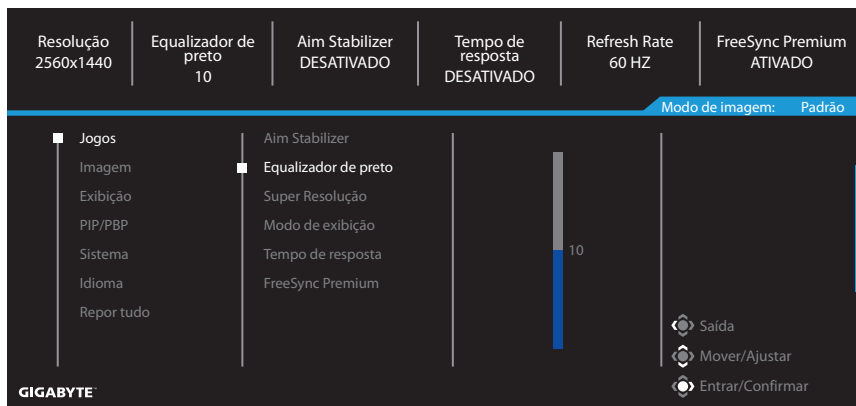 Resolução
2560x1440
Equalizador de
preto
10
Aim Stabilizer
DESATIVADO
Tempo de
resposta
DESATIVADO
Refresh Rate
60 HZ
FreeSync Premium
ATIVADO
Modo de imagem: Padrão
Jogos
Imagem
Exibição
PIP/PBP
Sistema
Idioma
Repor tudo
Aim Stabilizer
Equalizador de preto
Super Resolução
Modo de exibição
Tempo de resposta
FreeSync Premium
10
Saída
Mover/Ajustar
Entrar/Confirmar
GIGABYTE™